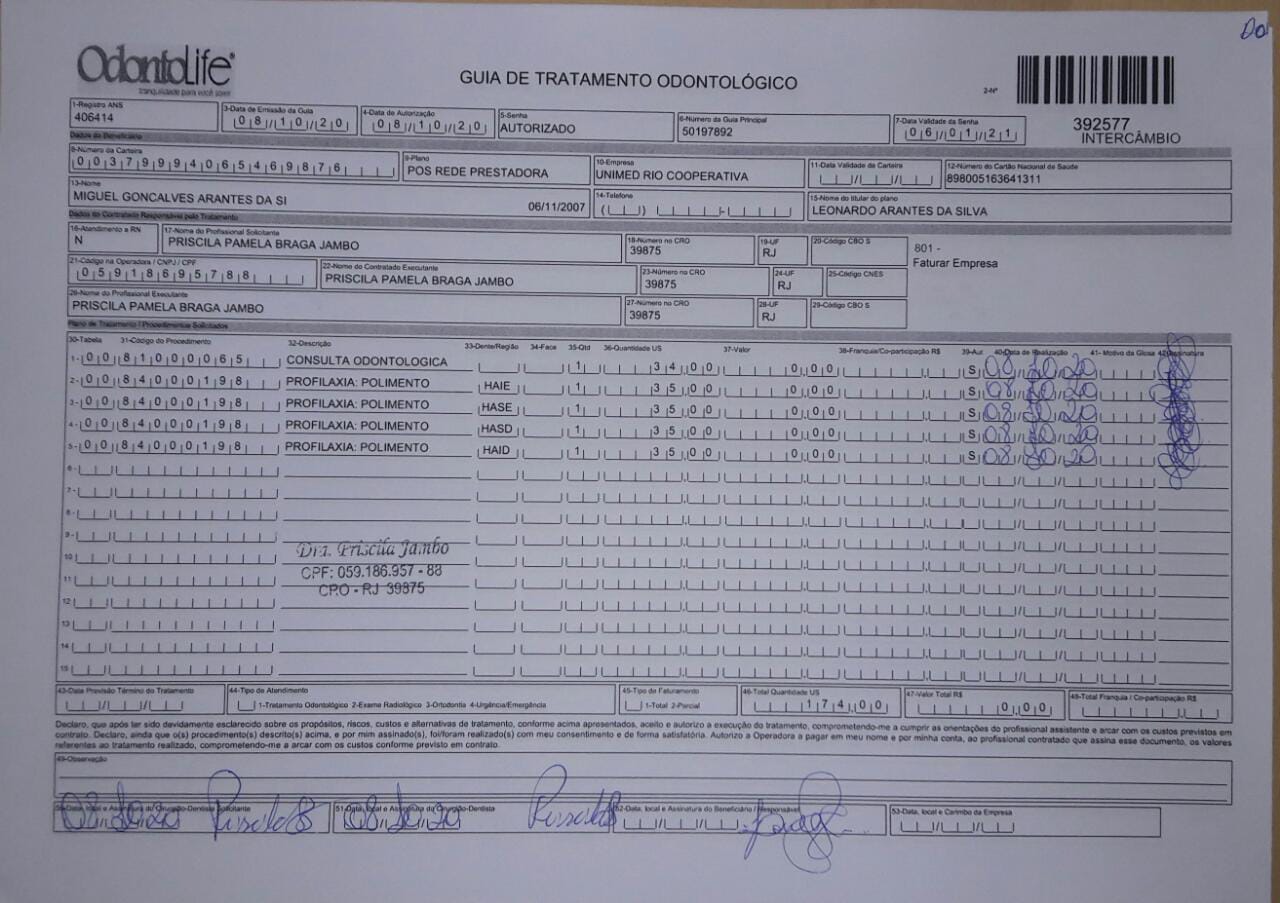 Do
OdontoLife
tranquilidade para você sorrir
GUIA DE TRATAMENTO ODONTOLÓGICO
2-Nº
392577
INTERCÂMBIO
1-Registro ANS 3-Data de Emissão da Guia 4-Data de Autorização 5-Senha 6-Número da Guia Principal 7-Data Validade da Senha
406414 08/10/20 08/10/20 AUTORIZADO 50197892 06/01/21
Dados do Beneficiário
8-Número da Carteira 9-Plano 10-Empresa 11-Data Validade da Carteira 12-Número do Cartão Nacional de Saúde
00379994065469876 POS REDE PRESTADORA UNIMED RIO COOPERATIVA 898005163641311
13-Nome 14-Telefone 15-Nome do titular do plano
MIGUEL GONCALVES ARANTES DA SI 06/11/2007 LEONARDO ARANTES DA SILVA
Dados do Contratado Responsável pelo Tratamento
16-Atendimento a RN 17-Nome do Profissional Solicitante 18-Número no CRO 19-UF 20-Código CBO S
N PRISCILA PAMELA BRAGA JAMBO 39875 RJ
801 -
Faturar Empresa
21-Código na Operadora / CNPJ / CPF 22-Nome do Contratado Executante 23-Número no CRO 24-UF 25-Código CNES
05918695788 PRISCILA PAMELA BRAGA JAMBO 39875 RJ
26-Nome do Profissional Executante 27-Número no CRO 28-UF 29-Código CBO S
PRISCILA PAMELA BRAGA JAMBO 39875 RJ
Plano de Tratamento / Procedimentos Solicitados
30-Tabela 31-Código do Procedimento 32-Descrição 33-Dente/Região 34-Face 35-Qtd 36-Quantidade US 37-Valor 38-Franquia/Co-participação R$ 39-Aut 40-Data de Realização 41- Motivo da Glosa 42-Assinatura
1- 00 81000065 CONSULTA ODONTOLOGICA 1 34,00 0,00 S 08/10/20
2- 00 84000198 PROFILAXIA: POLIMENTO HAIE 1 35,00 0,00 S 08/10/20
3- 00 84000198 PROFILAXIA: POLIMENTO HASE 1 35,00 0,00 S 08/10/20
4- 00 84000198 PROFILAXIA: POLIMENTO HASD 1 35,00 0,00 S 08/10/20
5- 00 84000198 PROFILAXIA: POLIMENTO HAID 1 35,00 0,00 S 08/10/20
6-
7-
8-
9-
10
11
12
13
14
15
Dra. Priscila Jambo
CPF: 059.186.957 - 88
CRO - RJ 39875
43-Data Previsão Término do Tratamento 44-Tipo de Atendimento 45-Tipo de Faturamento 46-Total Quantidade US 47-Valor Total R$ 48-Total Franquia / Co-participação R$
1-Tratamento Odontológico 2-Exame Radiológico 3-Ortodontia 4-Urgência/Emergência 1-Total 2-Parcial 174,00 0,00
Declaro, que após ter sido devidamente esclarecido sobre os propósitos, riscos, custos e alternativas de tratamento, conforme acima apresentados, aceito e autorizo a execução do tratamento, comprometendo-me a cumprir as orientações do profissional assistente e arcar com os custos previstos em
contrato. Declaro, ainda que o(s) procedimento(s) descrito(s) acima, e por mim assinado(s), foi/foram realizado(s) com meu consentimento e de forma satisfatória. Autorizo a Operadora a pagar em meu nome e por minha conta, ao profissional contratado que assina esse documento, os valores
referentes ao tratamento realizado, comprometendo-me a arcar com os custos conforme previsto em contrato.
49-Observação
50-Data, local e Assinatura do Cirurgião-Dentista Solicitante 51-Data, local e Assinatura do Cirurgião-Dentista 52-Data, local e Assinatura do Beneficiário / Responsável 53-Data, local e Carimbo da Empresa
08/10/20 08/10/20